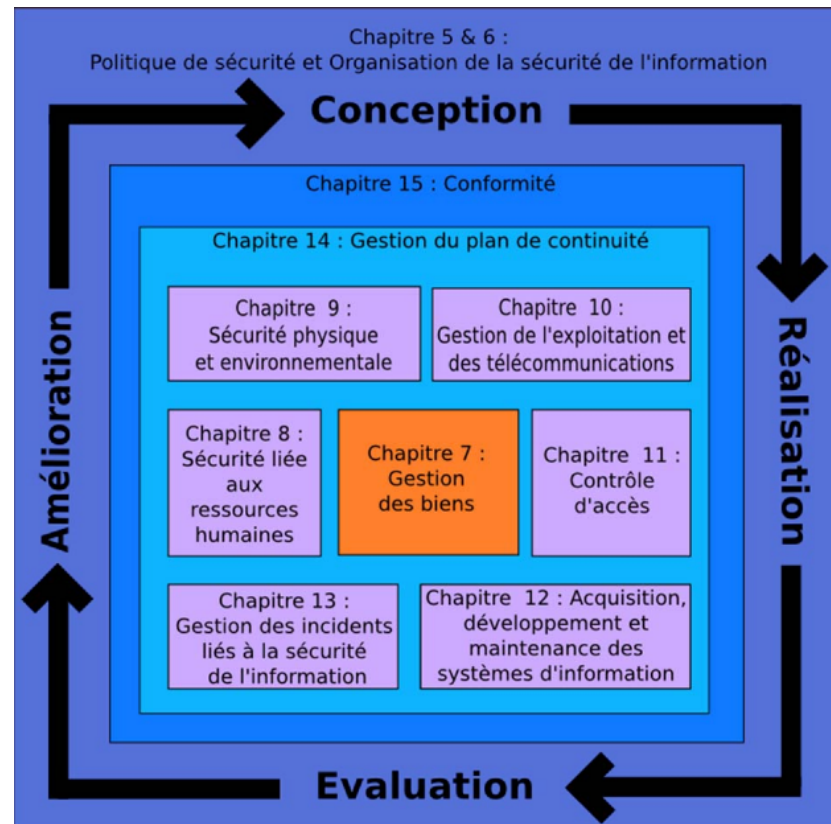 Chapitre 5 & 6 :
Politique de sécurité et Organisation de la sécurité de l'information
Conception
Chapitre 15 : Conformité
Chapitre 14 : Gestion du plan de continuité
Chapitre 9 :
Sécurité physique
et environnementale
Chapitre 10 :
Gestion de l'exploitation et
des télécommunications
Réalisation
Amélioration
Chapitre 8 :
Sécurité liée
aux
ressources
humaines
Chapitre 7 :
Gestion
des biens
Chapitre 11 :
Contrôle
d'accès
Chapitre 13 :
Gestion des incidents
liés à la sécurité
de l'information
Chapitre 12 : Acquisition,
développement et
maintenance des
systèmes d'information
Evaluation